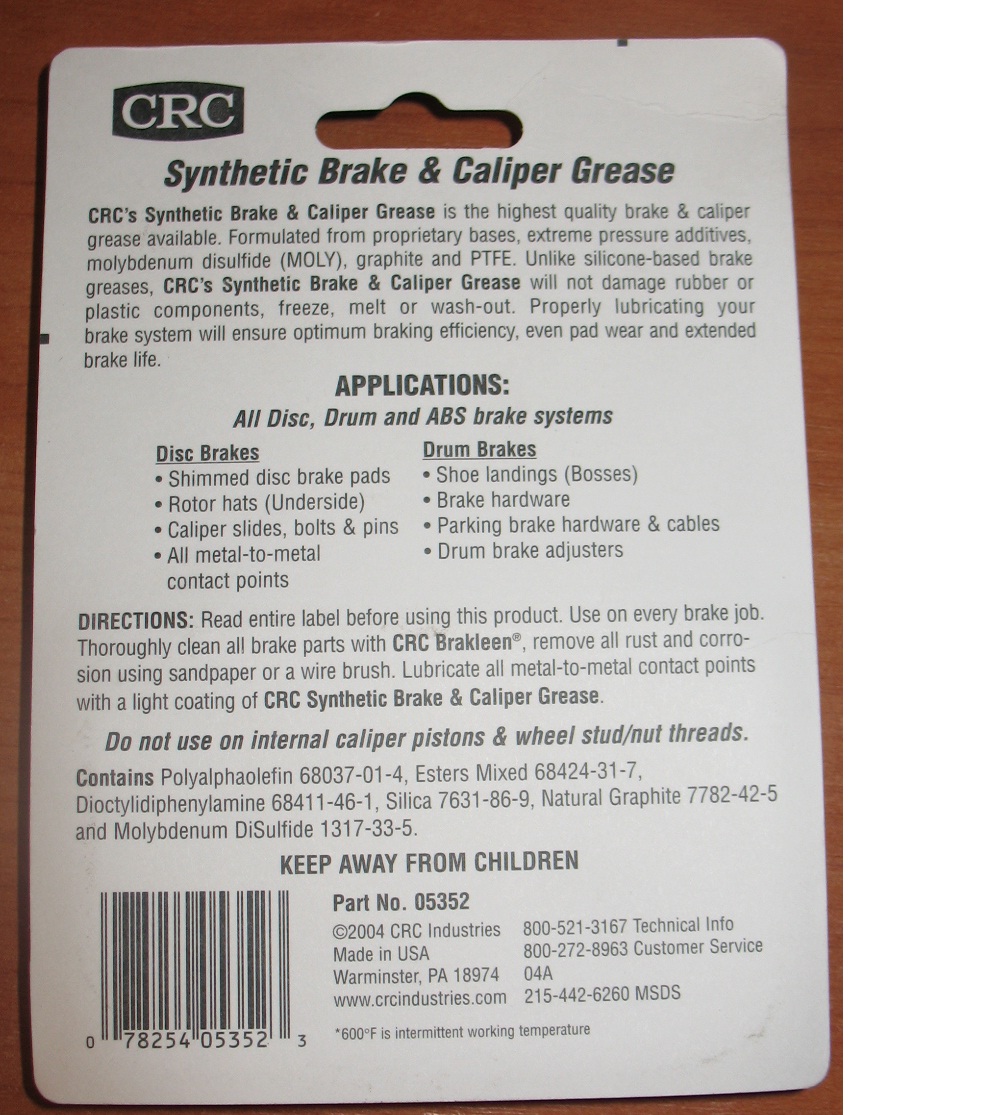 CRC
Synthetic Brake & Caliper Grease
CRC's Synthetic Brake & Caliper Grease is the highest quality brake & caliper
grease available. Formulated from proprietary bases, extreme pressure additives,
molybdenum disulfide (MOLY), graphite and PTFE. Unlike silicone-based brake
greases, CRC's Synthetic Brake & Caliper Grease will not damage rubber or
plastic components, freeze, melt or wash-out. Properly lubricating your
brake system will ensure optimum braking efficiency, even pad wear and extended
brake life.
APPLICATIONS:
All Disc, Drum and ABS brake systems
Disc Brakes
• Shimmed disc brake pads
• Rotor hats (Underside)
• Caliper slides, bolts & pins
• All metal-to-metal
contact points
Drum Brakes
• Shoe landings (Bosses)
• Brake hardware
• Parking brake hardware & cables
• Drum brake adjusters
DIRECTIONS: Read entire label before using this product. Use on every brake job.
Thoroughly clean all brake parts with CRC Brakleen®, remove all rust and corro-
sion using sandpaper or a wire brush. Lubricate all metal-to-metal contact points
with a light coating of CRC Synthetic Brake & Caliper Grease.
Do not use on internal caliper pistons & wheel stud/nut threads.
Contains Polyalphaolefin 68037-01-4, Esters Mixed 68424-31-7,
Dioctylidiphenylamine 68411-46-1, Silica 7631-86-9, Natural Graphite 7782-42-5
and Molybdenum DiSulfide 1317-33-5.
KEEP AWAY FROM CHILDREN
Part No. 05352
©2004 CRC Industries
Made in USA
Warminster, PA 18974
www.crcindustries.com
800-521-3167 Technical Info
800-272-8963 Customer Service
04A
215-442-6260 MSDS
*600°F is intermittent working temperature
0 78254 05352 3